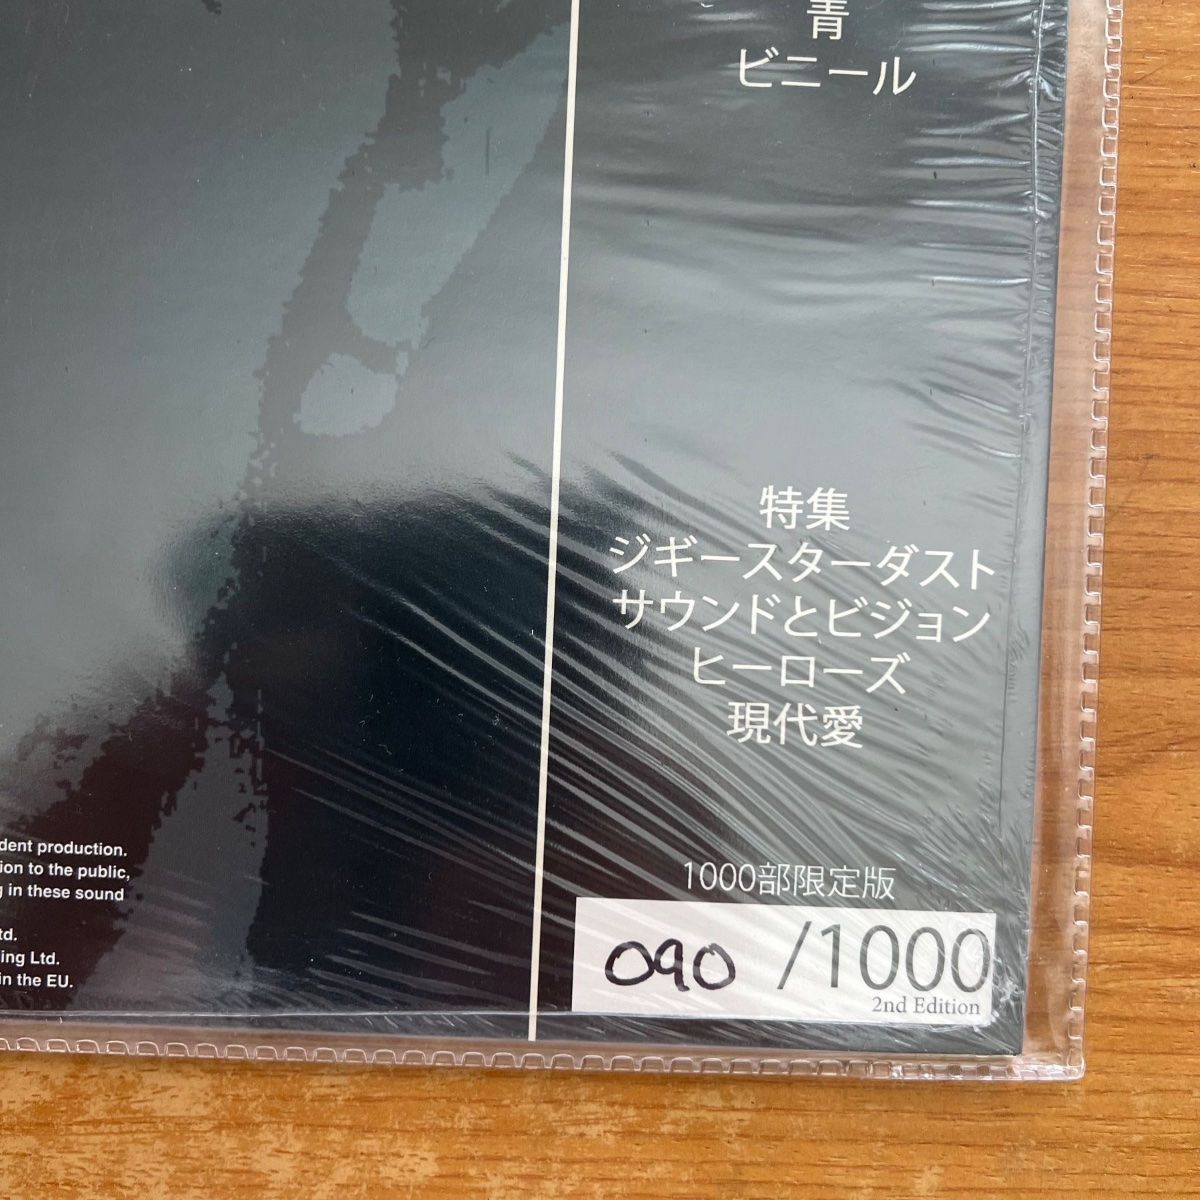 青
ビニール
特集
ジギースターダスト
サウンドとビジョン
ヒーローズ
現代愛
dent production.
ion to the public,
g in these sound
td.
ing Ltd.
in the EU.
1000部限定版
090 /1000
2nd Edition